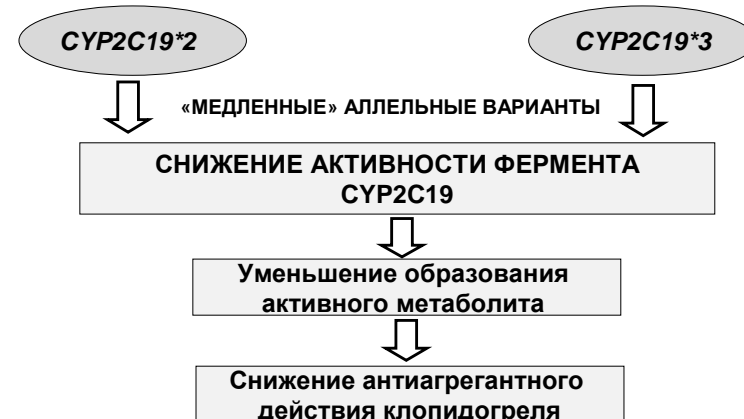 CYP2C19*2
CYP2C19*3
«МЕДЛЕННЫЕ» АЛЛЕЛЬНЫЕ ВАРИАНТЫ
СНИЖЕНИЕ АКТИВНОСТИ ФЕРМЕНТА
CYP2C19
Уменьшение образования
активного метаболита
Снижение антиагрегантного
действия клопидогреля